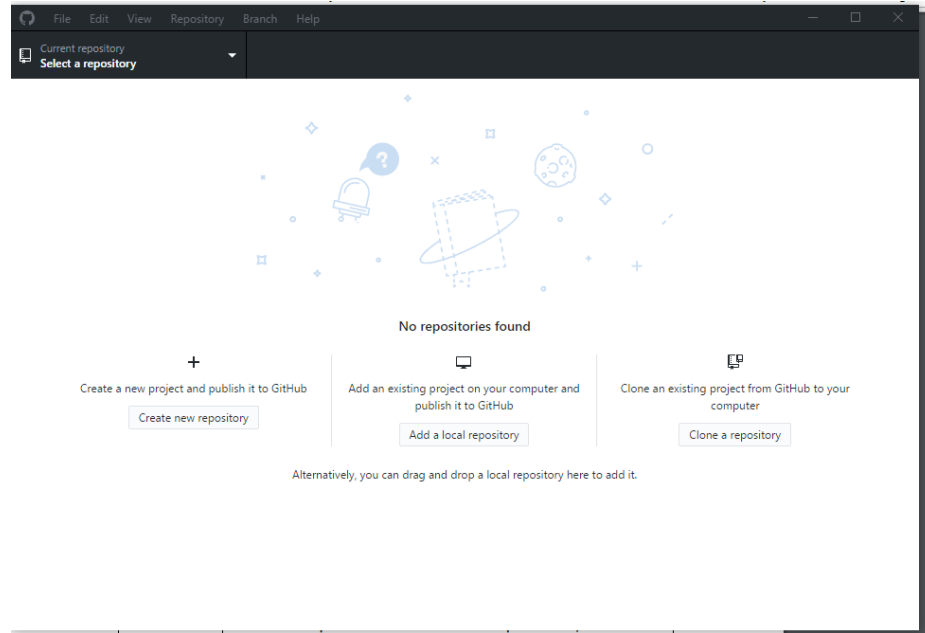 File Edit View Repository Branch Help
Current repository
Select a repository
?
No repositories found
Create a new project and publish it to GitHub
Create new repository
Add an existing project on your computer and
publish it to GitHub
Add a local repository
Clone an existing project from GitHub to your
computer
Clone a repository
Alternatively, you can drag and drop a local repository here to add it.